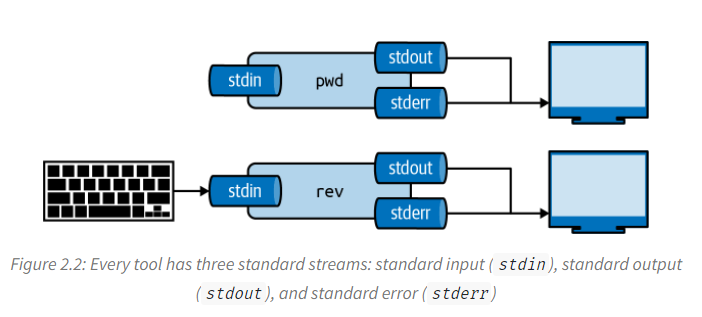 stdout
stdin
pwd
stderr
stdout
stdin
rev
stderr
Figure 2.2: Every tool has three standard streams: standard input ( stdin), standard output
( stdout), and standard error ( stderr)